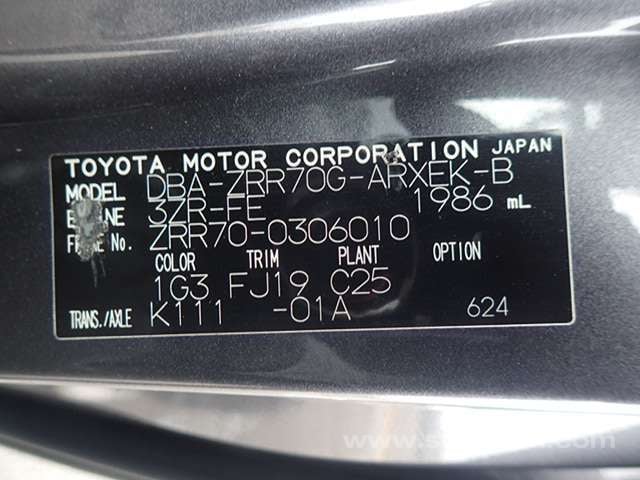 TOYOTA MOTOR CORPORATION JAPAN
MODEL DBA-ZRR70G-ARXEK-B
3ZR-FE 1986 mL
No. ZRR70-0306010
COLOR TRIM PLANT OPTION
1G3 FJ19 C25
TRANS./AXLE K111 -01A 624